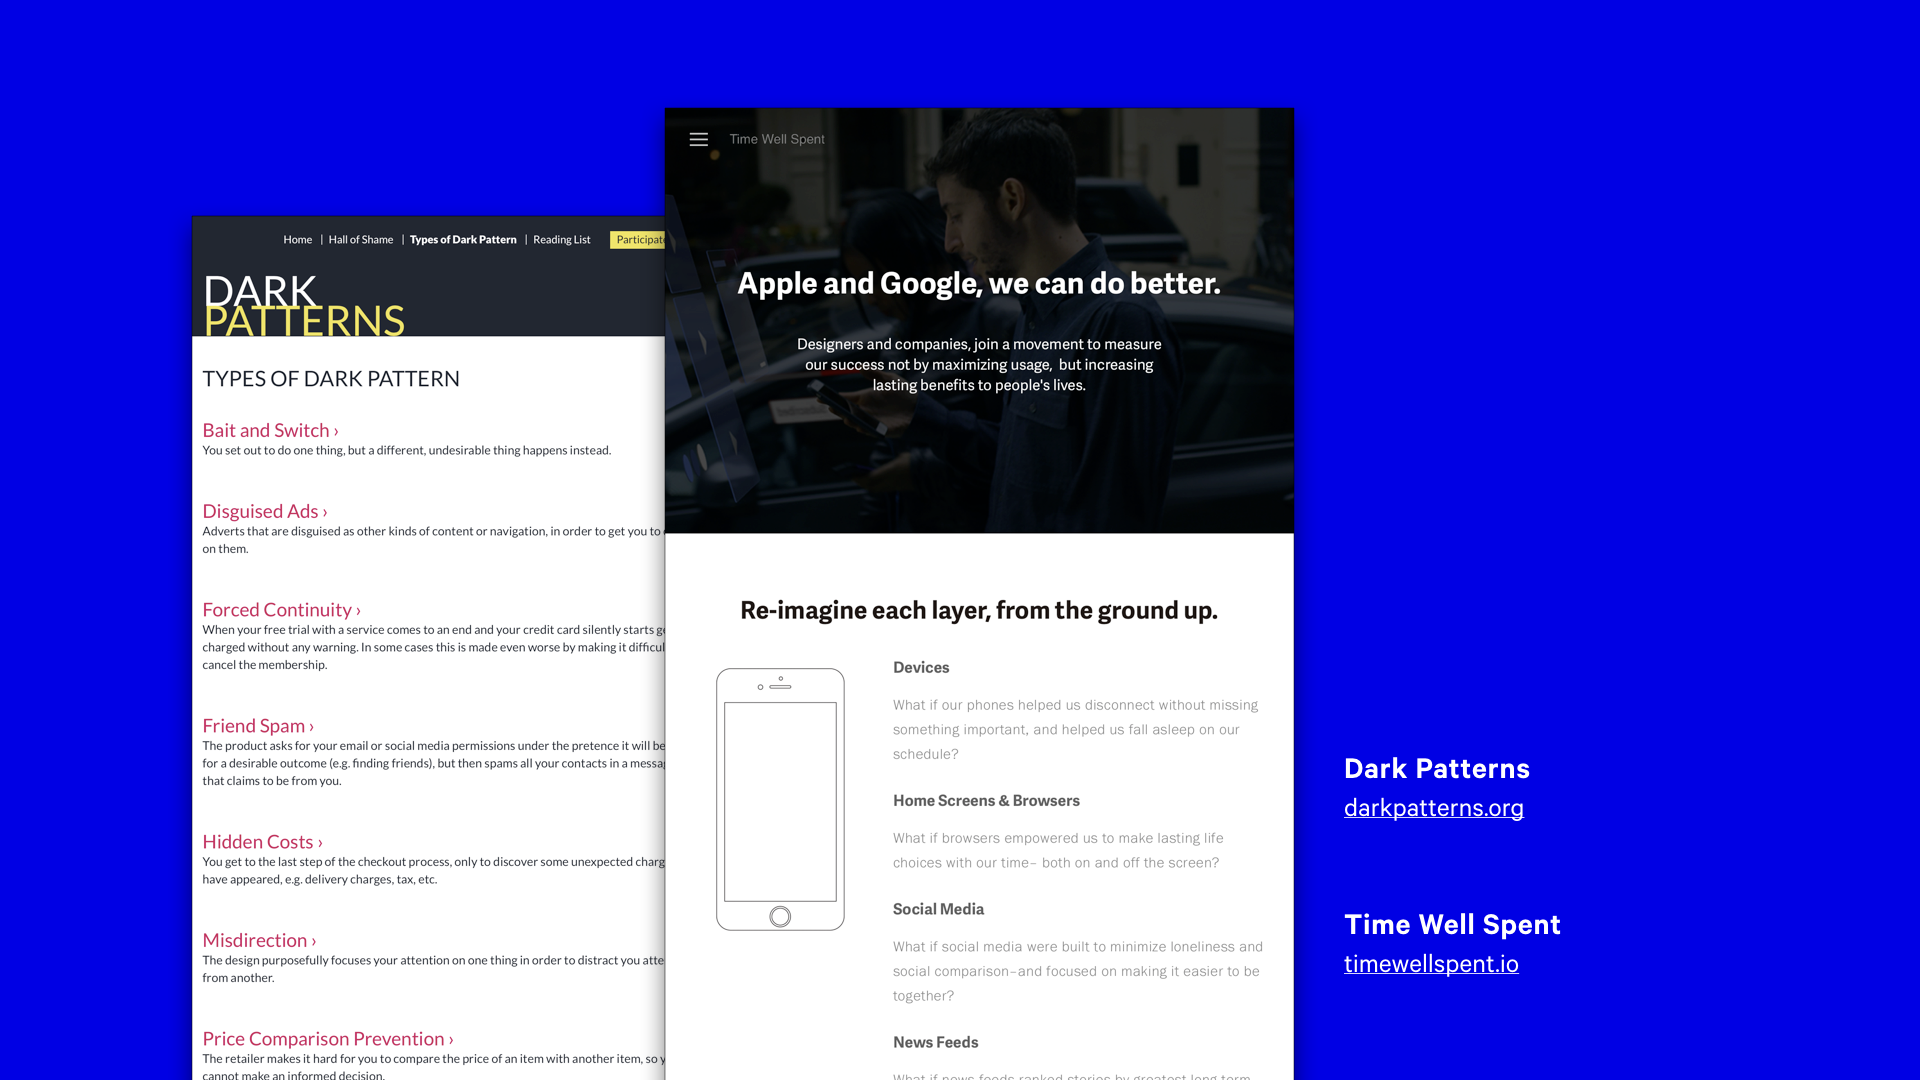 Home | Hall of Shame | Types of Dark Pattern | Reading List Participate
DARK
PATTERNS
TYPES OF DARK PATTERN
Bait and Switch ›
You set out to do one thing, but a different, undesirable thing happens instead.
Disguised Ads ›
Adverts that are disguised as other kinds of content or navigation, in order to get you to
on them.
Forced Continuity ›
When your free trial with a service comes to an end and your credit card silently starts
charged without any warning. In some cases this is made even worse by making it
cancel the membership.
Friend Spam ›
The product asks for your email or social media permissions under the pretence it will be
for a desirable outcome (e.g. finding friends), but then spams all your contacts in a
that claims to be from you.
Hidden Costs ›
You get to the last step of the checkout process, only to discover some unexpected
have appeared, e.g. delivery charges, tax, etc.
Misdirection ›
The design purposefully focuses your attention on one thing in order to distract you
from another.
Price Comparison Prevention ›
The retailer makes it hard for you to compare the price of an item with another item, so
cannot make an informed decision.
Time Well Spent
Apple and Google, we can do better.
Designers and companies, join a movement to measure
our success not by maximizing usage, but increasing
lasting benefits to people's lives.
Re-imagine each layer, from the ground up.
Devices
What if our phones helped us disconnect without missing
something important, and helped us fall asleep on our
schedule?
Home Screens & Browsers
What if browsers empowered us to make lasting life
choices with our time– both on and off the screen?
Social Media
What if social media were built to minimize loneliness and
social comparison–and focused on making it easier to be
together?
News Feeds
What if news feeds ranked stories by greatest long term
Dark Patterns
darkpatterns.org
Time Well Spent
timewellspent.io